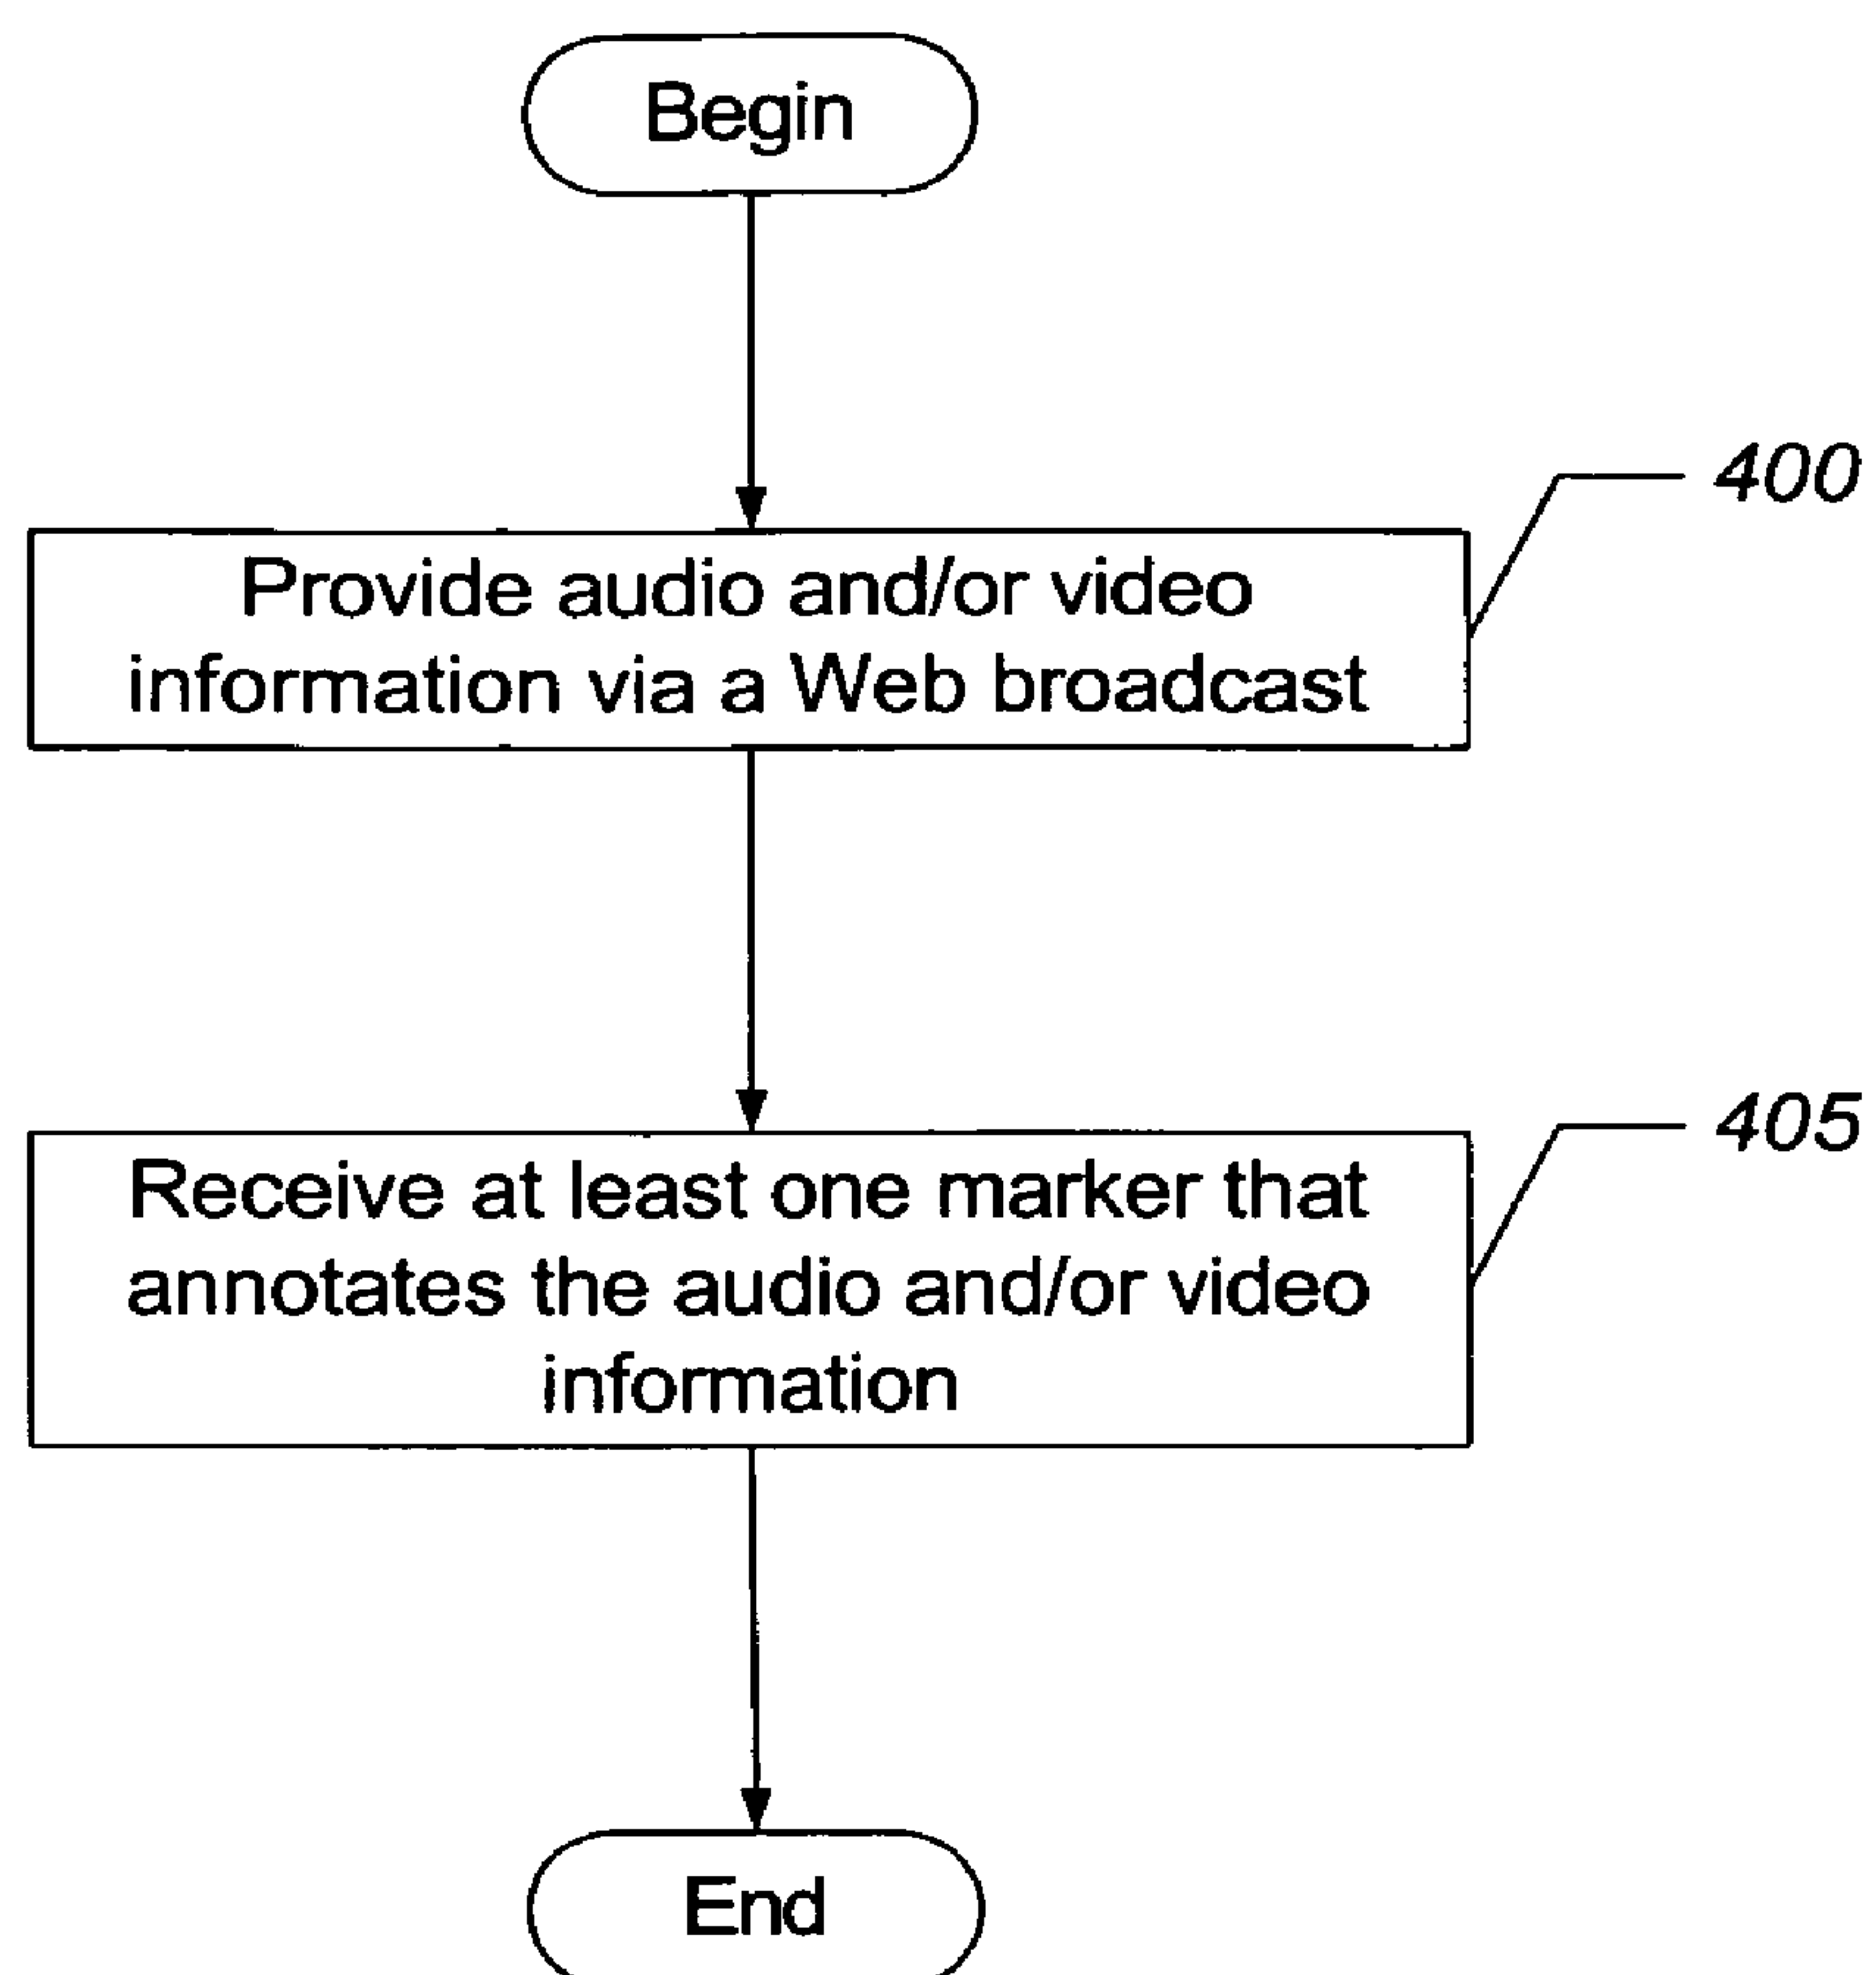 Begin
400
Provide audio and/or video
information via a Web broadcast
405
Receive at least one marker that
annotates the audio and/or video
information
End